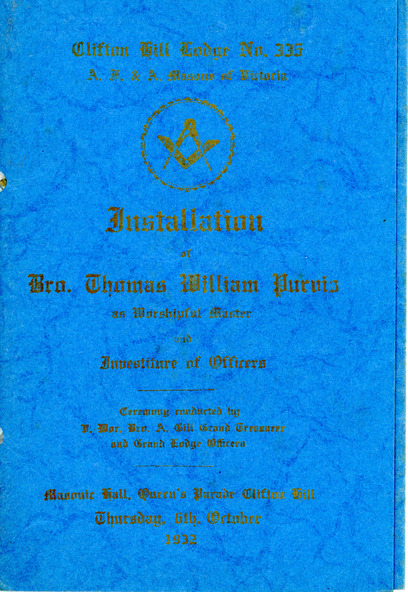 Clifton Hill Lodge No. 335
A. F. & A. Masons of Victoria
Installation
of
Bro. Thomas William Purvis
as Worshipful Master
and
Investiture of Officers
Ceremony conducted by
V. Wor. Bro. A. Gill Grand Treasurer
and Grand Lodge Officers
Masonic Hall, Queen's Parade Clifton Hill
Thursday, 6th, October
1932